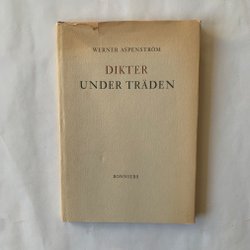 WERNER ASPENSTRÖM
DIKTER
UNDER TRÄDEN
BONNIERS